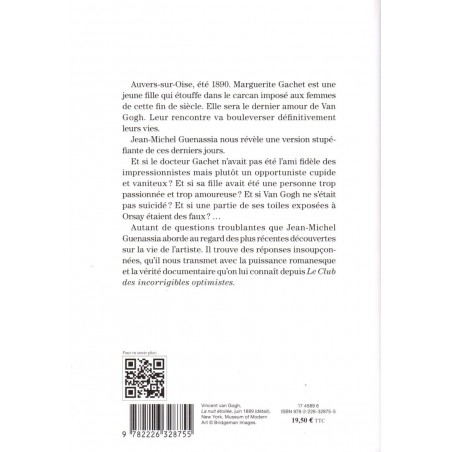 Auvers-sur-Oise, été 1890. Marguerite Gachet est une
jeune fille qui étouffe dans le carcan imposé aux femmes
de cette fin de siècle. Elle sera le dernier amour de Van
Gogh. Leur rencontre va bouleverser définitivement
leurs vies.
Jean-Michel Guenassia nous révèle une version stupé-
fiante de ces derniers jours.
Et si le docteur Gachet n'avait pas été l'ami fidèle des
impressionnistes mais plutôt un opportuniste cupide
et vaniteux ? Et si sa fille avait été une personne trop
passionnée et trop amoureuse ? Et si Van Gogh ne s'était
pas suicidé ? Et si une partie de ses toiles exposées à
Orsay étaient des faux ? …
Autant de questions troublantes que Jean-Michel
Guenassia aborde au regard des plus récentes découvertes
sur la vie de l'artiste. Il trouve des réponses insoupçon-
nées, qu'il nous transmet avec la puissance romanesque
et la vérité documentaire qu'on lui connaît depuis Le Club
des incorrigibles optimistes.
Pour en savoir plus :
Vincent van Gogh,
La nuit étoilée, juin 1889 (détail).
New York, Museum of Modern
Art © Bridgeman Images.
17 4589 6
ISBN 978-2-226-32875-5
19,50 € TTC
9 782226 328755